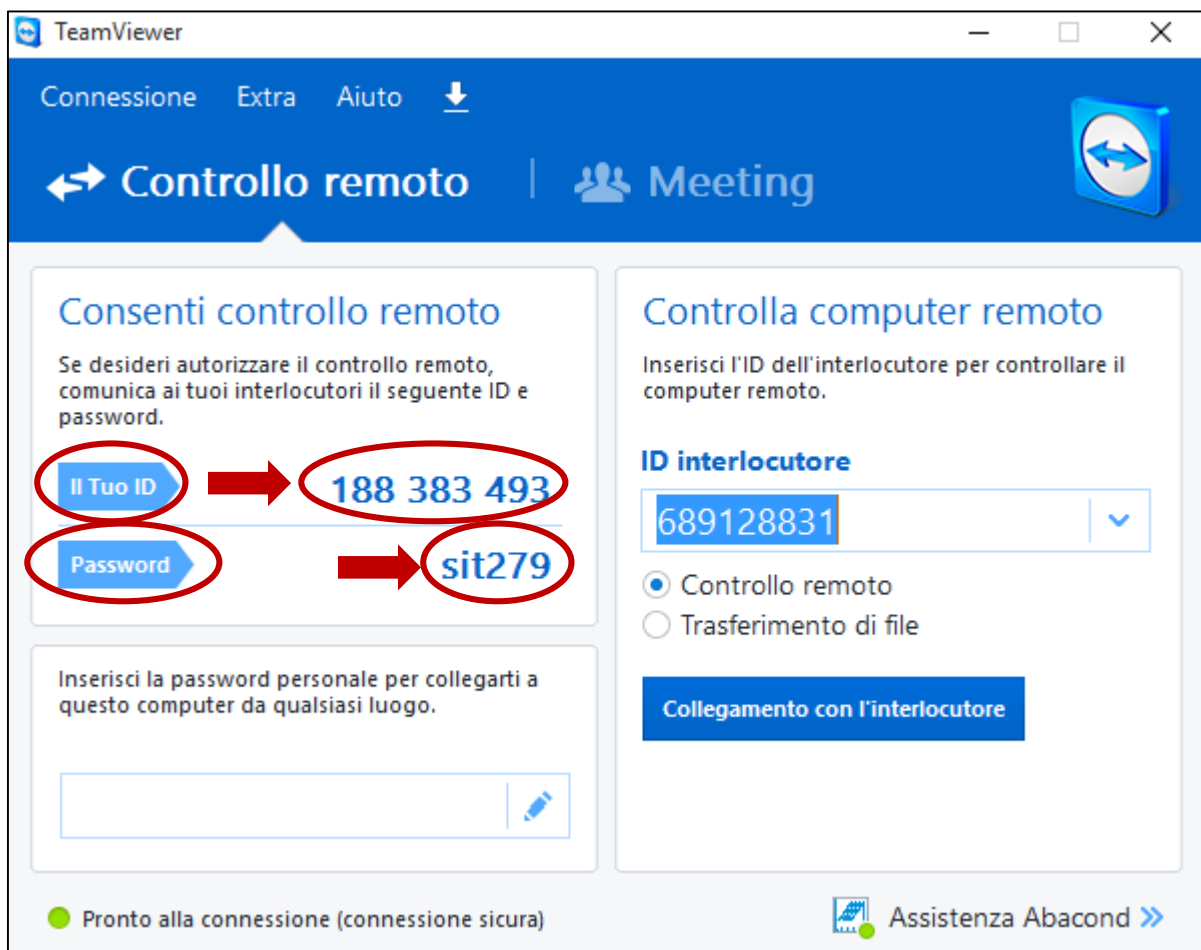 TeamViewer
Connessione Extra Aiuto
Controllo remoto
Meeting
Consenti controllo remoto
Se desideri autorizzare il controllo remoto,
comunica ai tuoi interlocutori il seguente ID e
password.
Il Tuo ID 188 383 493
Password sit279
Inserisci la password personale per collegarti a
questo computer da qualsiasi luogo.
Controlla computer remoto
Inserisci l'ID dell'interlocutore per controllare il
computer remoto.
ID interlocutore
689128831
Controllo remoto
Trasferimento di file
Collegamento con l'interlocutore
Pronto alla connessione (connessione sicura)
Assistenza Abacond